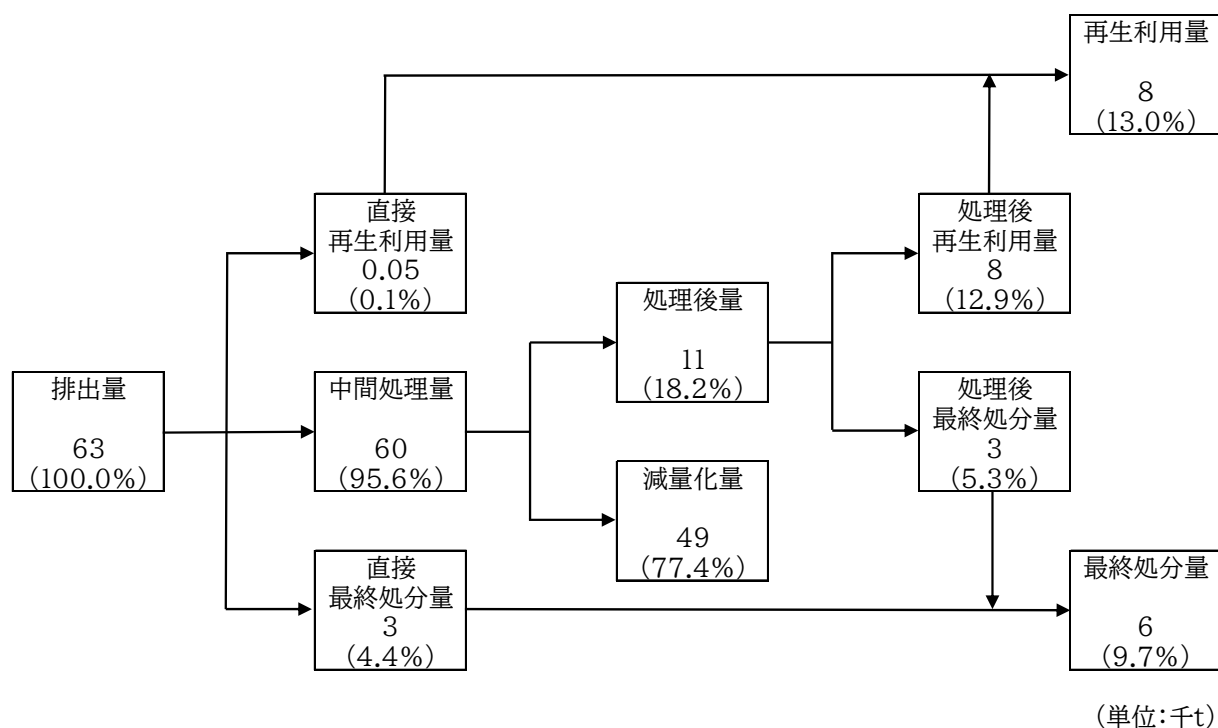 再生利用量
8
(13.0%)
直接
再生利用量
0.05
(0.1%)
処理後
再生利用量
8
(12.9%)
処理後量
11
(18.2%)
排出量
63
(100.0%)
中間処理量
60
(95.6%)
処理後
最終処分量
3
(5.3%)
減量化量
49
(77.4%)
直接
最終処分量
3
(4.4%)
最終処分量
6
(9.7%)
(単位:千t)